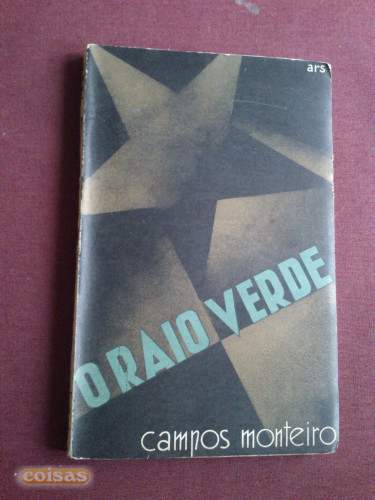 ars
O RAIO VERDE
campos monteiro
coisas